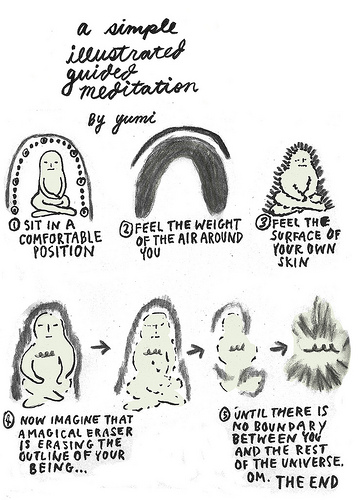 a simple
illustrated
guided
meditation
By yumi
① SIT IN A
COMFORTABLE
POSITION
② FEEL THE WEIGHT
OF THE AIR AROUND
YOU
③ FEEL THE
SURFACE OF
YOUR OWN
SKIN
④ NOW IMAGINE THAT
A MAGICAL ERASER
IS ERASING THE
OUTLINE OF YOUR
BEING...
⑤ UNTIL THERE IS
NO BOUNDARY
BETWEEN YOU
AND THE REST
OF THE UNIVERSE.
OM. THE END